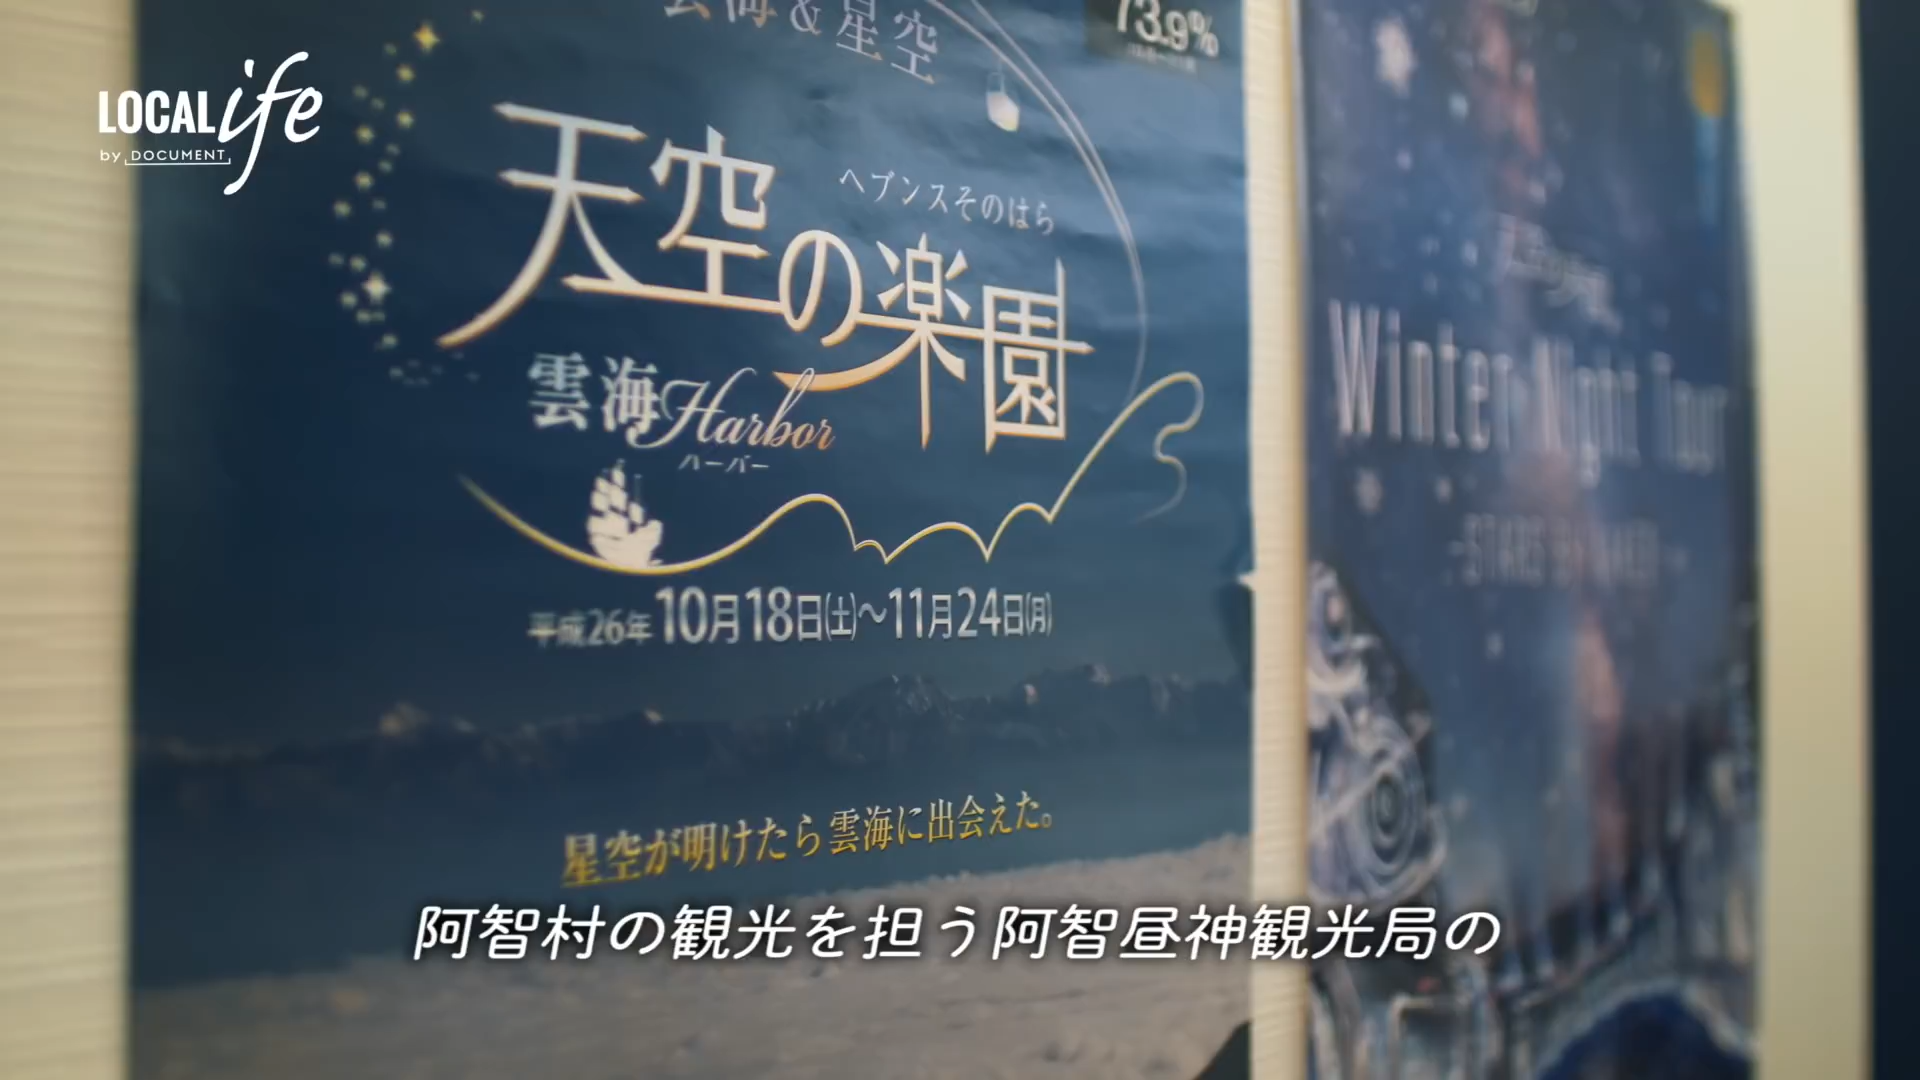 LOCALife
by DOCUMENT
雲海&星空
73.9%
ヘブンスそのはら
天空の楽園
雲海Harbor
ハーバー
平成26年10月18日(土)~11月24日(月)
星空が明けたら雲海に出会えた。
Winter Night Tour
阿智村の観光を担う阿智昼神観光局の